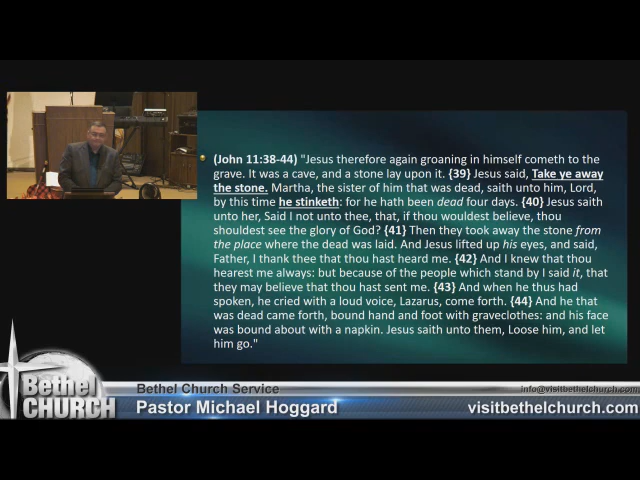 (John 11:38-44) "Jesus therefore again groaning in himself cometh to the
grave. It was a cave, and a stone lay upon it. {39} Jesus said, Take ye away
the stone. Martha, the sister of him that was dead, saith unto him, Lord,
by this time he stinketh: for he hath been dead four days. {40} Jesus saith
unto her, Said I not unto thee, that, if thou wouldest believe, thou
shouldest see the glory of God? {41} Then they took away the stone from
the place where the dead was laid. And Jesus lifted up his eyes, and said,
Father, I thank thee that thou hast heard me. {42} And I knew that thou
hearest me always: but because of the people which stand by I said it, that
they may believe that thou hast sent me. {43} And when he thus had
spoken, he cried with a loud voice, Lazarus, come forth. {44} And he that
was dead came forth, bound hand and foot with graveclothes: and his face
was bound about with a napkin. Jesus saith unto them, Loose him, and let
him go."
Bethel
CHURCH
Bethel Church Service
info@visitbethelchurch.com
Pastor Michael Hoggard
visitbethelchurch.com